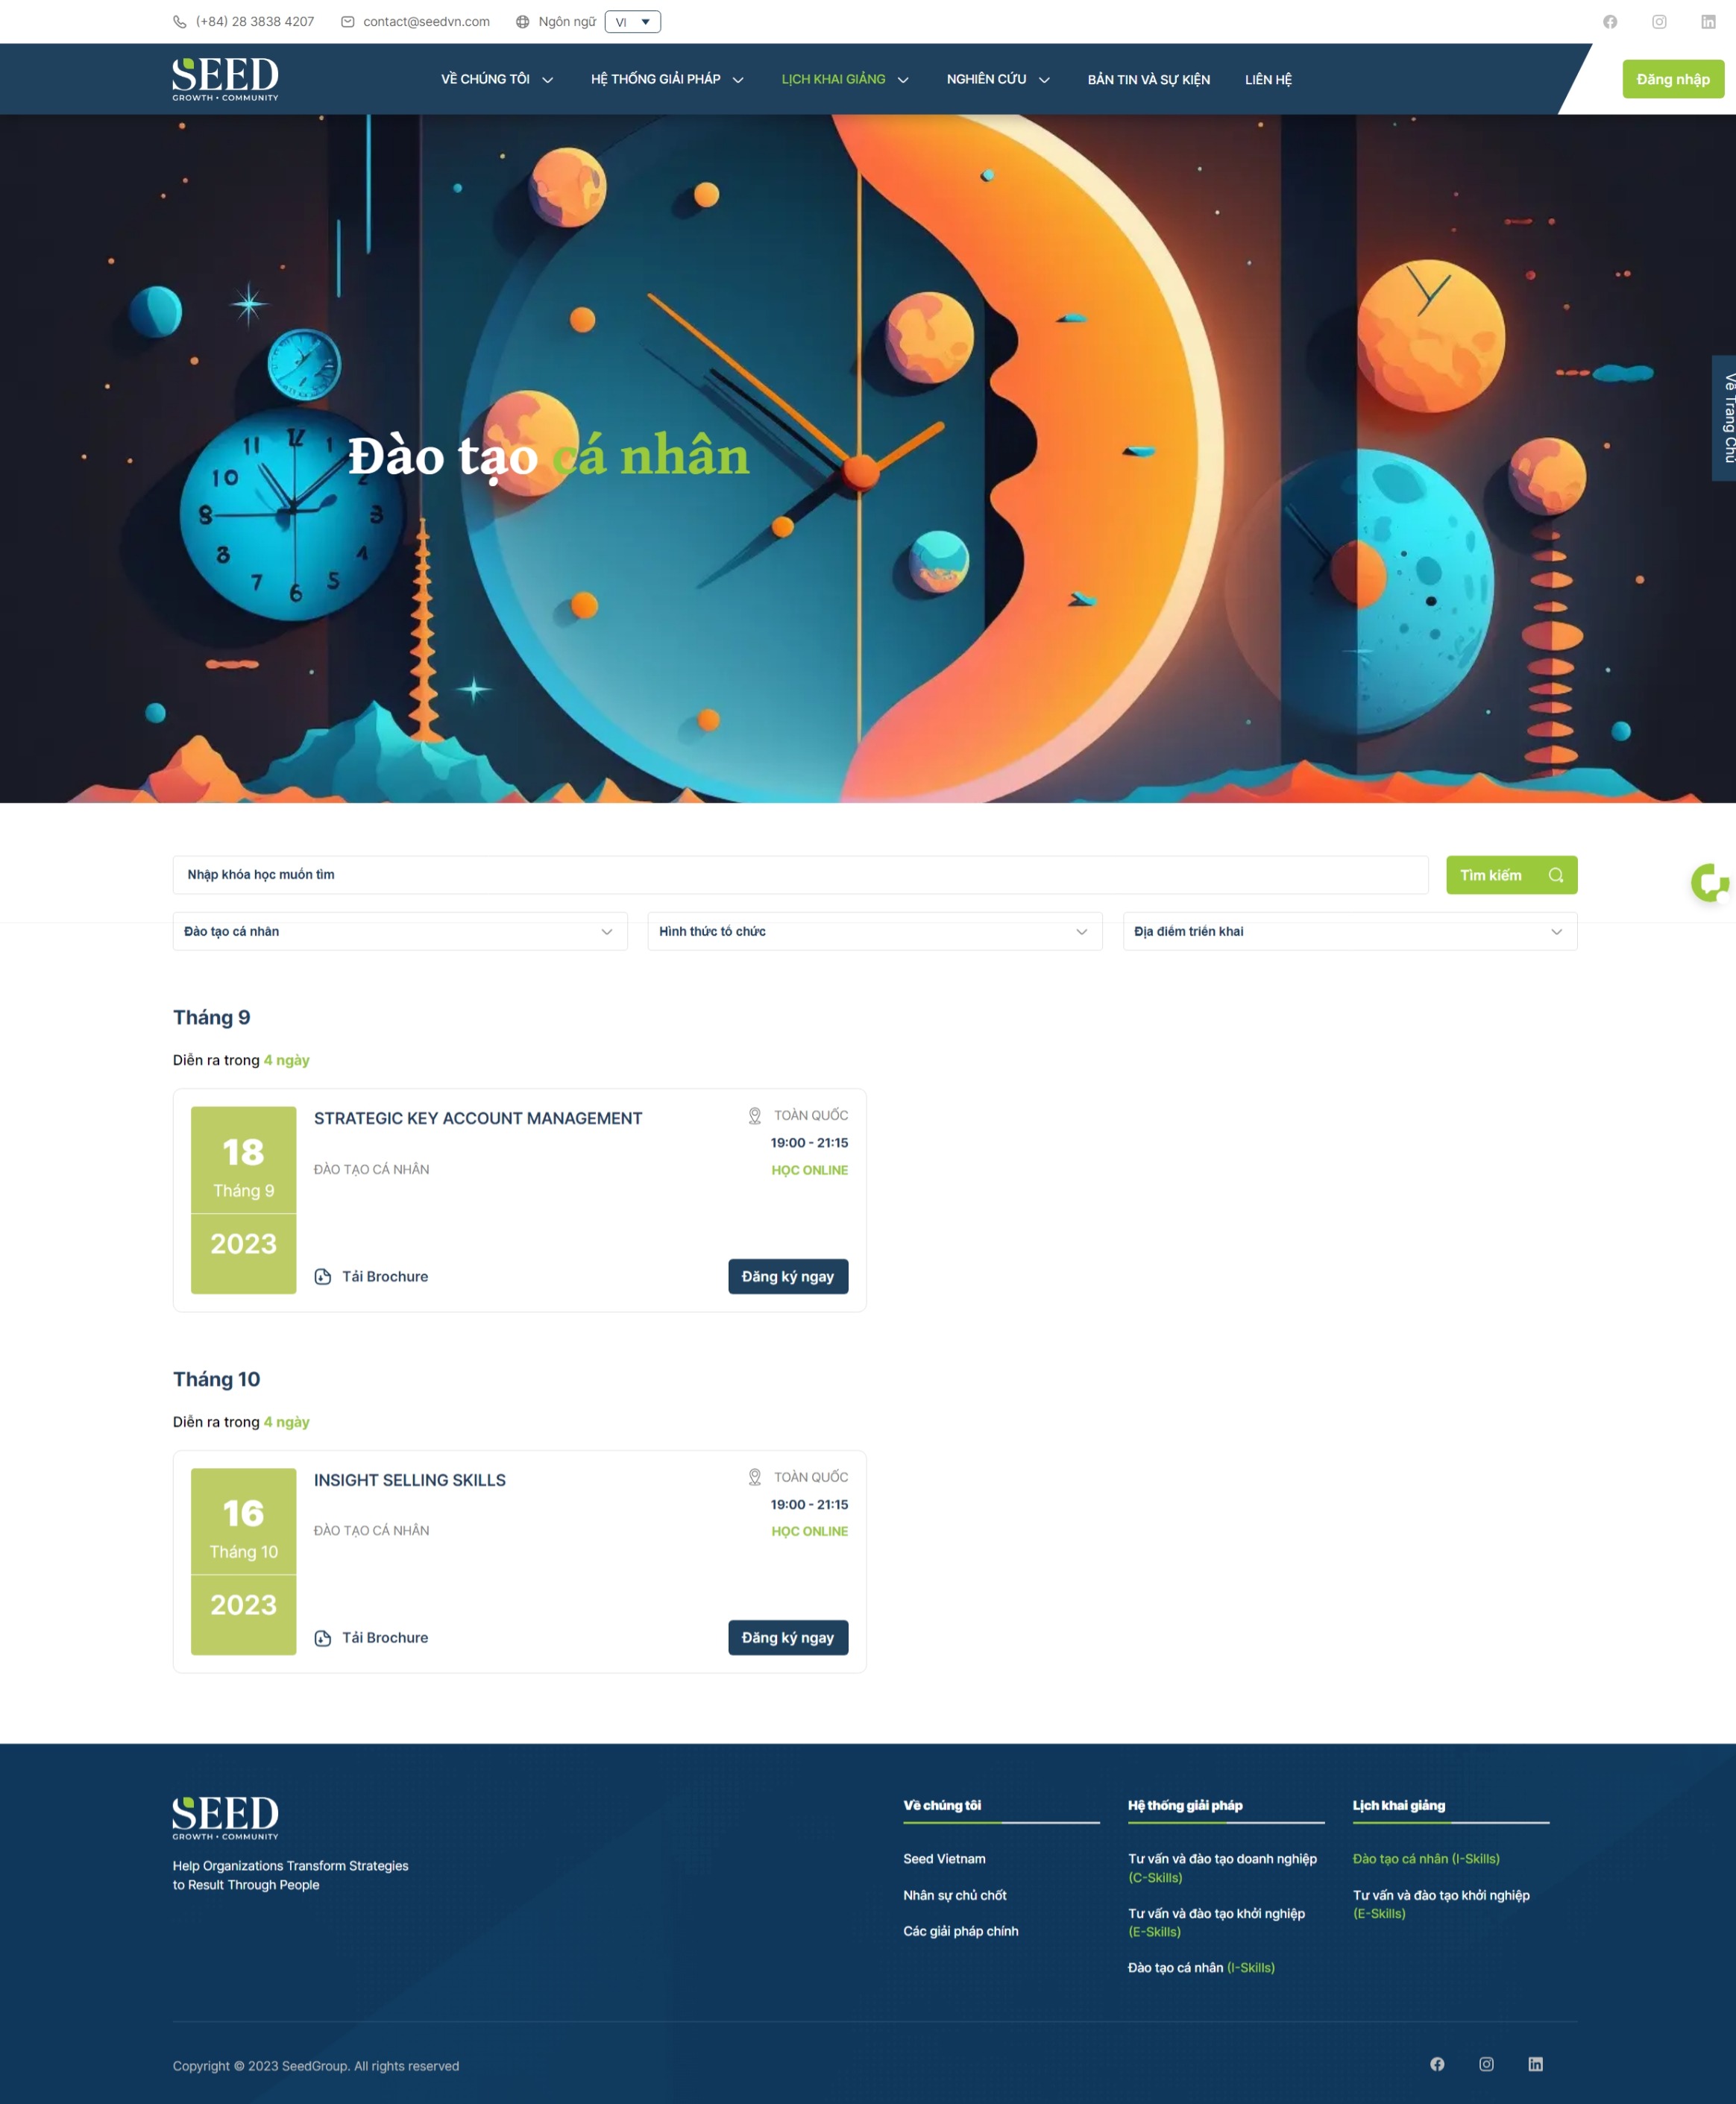 (+84) 28 3838 4207
contact@seedvn.com
Ngôn ngữ
VI
SEED
GROWTH • COMMUNITY
VỀ CHÚNG TÔI
HỆ THỐNG GIẢI PHÁP
LỊCH KHAI GIẢNG
NGHIÊN CỨU
BẢN TIN VÀ SỰ KIỆN
LIÊN HỆ
Đăng nhập
Đào tạo cá nhân
Về Trang Chủ
Nhập khóa học muốn tìm
Tìm kiếm
Đào tạo cá nhân
Hình thức tổ chức
Địa điểm triển khai
Tháng 9
Diễn ra trong 4 ngày
18
Tháng 9
2023
STRATEGIC KEY ACCOUNT MANAGEMENT
ĐÀO TẠO CÁ NHÂN
TOÀN QUỐC
19:00 - 21:15
HỌC ONLINE
Tải Brochure
Đăng ký ngay
Tháng 10
Diễn ra trong 4 ngày
16
Tháng 10
2023
INSIGHT SELLING SKILLS
ĐÀO TẠO CÁ NHÂN
TOÀN QUỐC
19:00 - 21:15
HỌC ONLINE
Tải Brochure
Đăng ký ngay
SEED
GROWTH • COMMUNITY
Help Organizations Transform Strategies
to Result Through People
Về chúng tôi
Seed Vietnam
Nhân sự chủ chốt
Các giải pháp chính
Hệ thống giải pháp
Tư vấn và đào tạo doanh nghiệp
(C-Skills)
Tư vấn và đào tạo khởi nghiệp
(E-Skills)
Đào tạo cá nhân (I-Skills)
Lịch khai giảng
Đào tạo cá nhân (I-Skills)
Tư vấn và đào tạo khởi nghiệp
(E-Skills)
Copyright © 2023 SeedGroup. All rights reserved